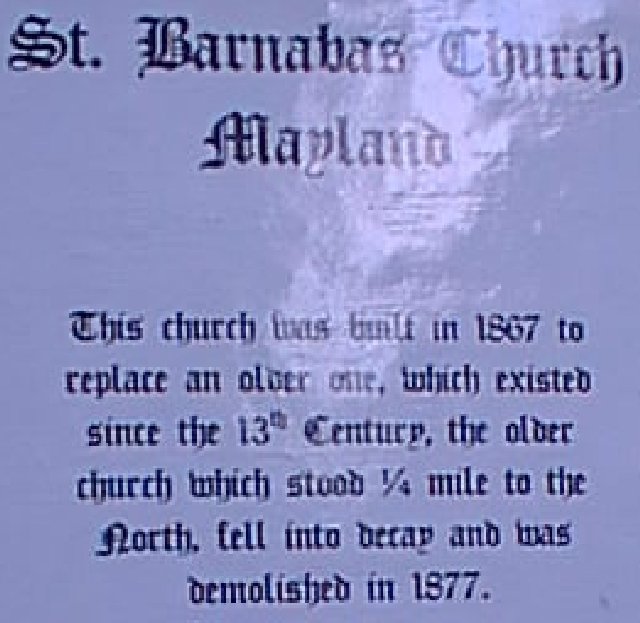 St. Barnabas Church
Mayland
This church was built in 1867 to
replace an older one, which existed
since the 13th Century, the older
church which stood ¼ mile to the
North, fell into decay and was
demolished in 1877.